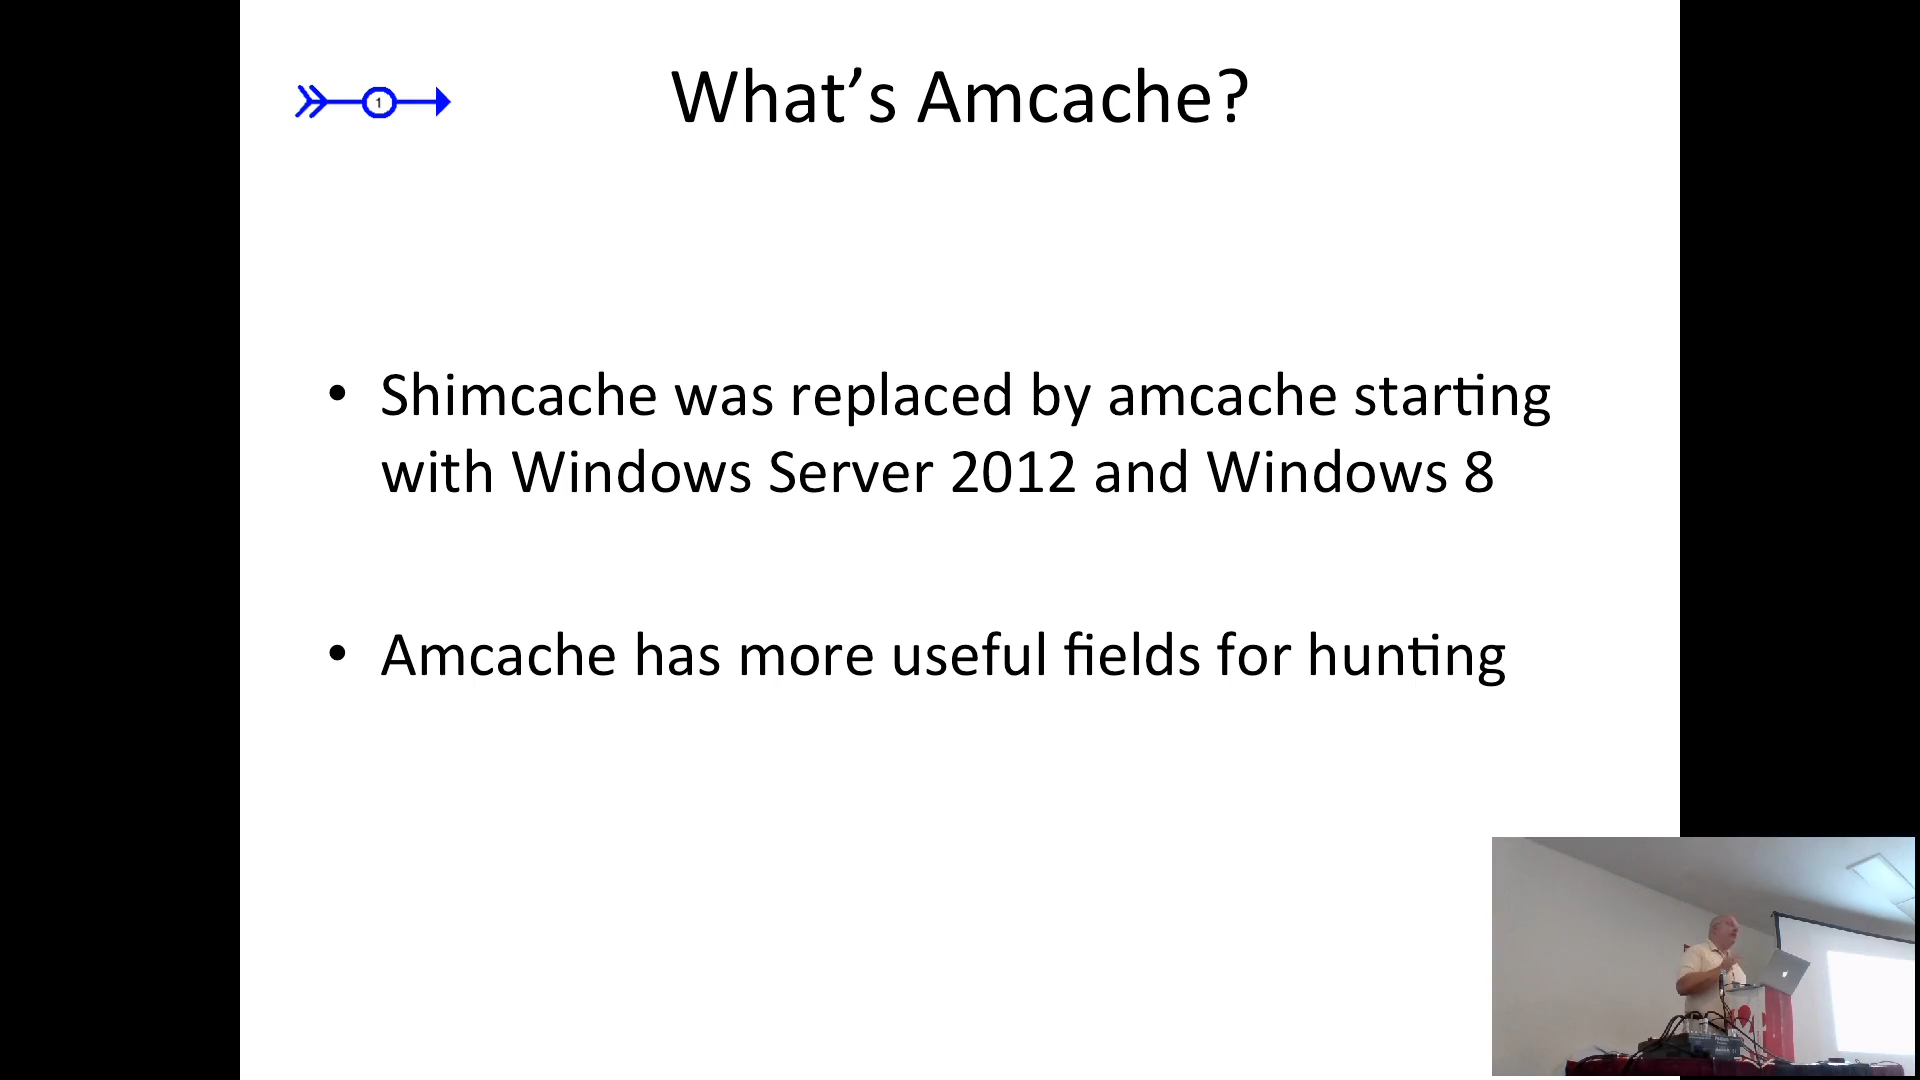 1
What’s Amcache?
• Shimcache was replaced by amcache starting
with Windows Server 2012 and Windows 8
• Amcache has more useful fields for hunting